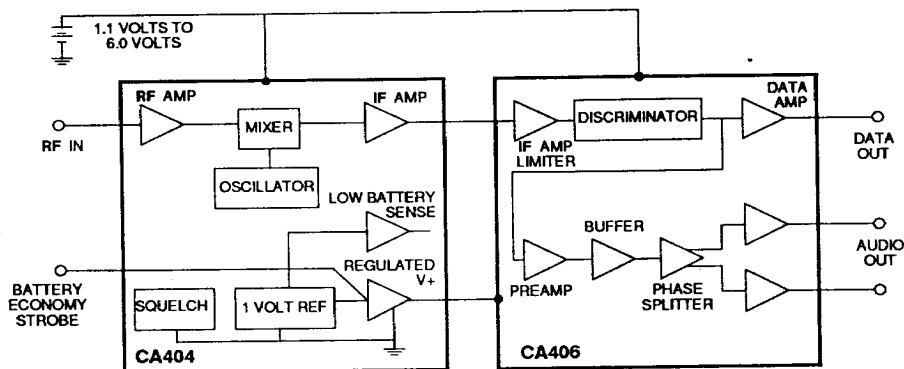 1.1 VOLTS TO
6.0 VOLTS
RF AMP
IF AMP
MIXER
OSCILLATOR
RF IN
LOW BATTERY
SENSE
REGULATED
V+
BATTERY
ECONOMY
STROBE
SQUELCH
1 VOLT REF
CA404
IF AMP
LIMITER
DISCRIMINATOR
DATA
AMP
DATA
OUT
PREAMP
BUFFER
PHASE
SPLITTER
AUDIO
OUT
CA406